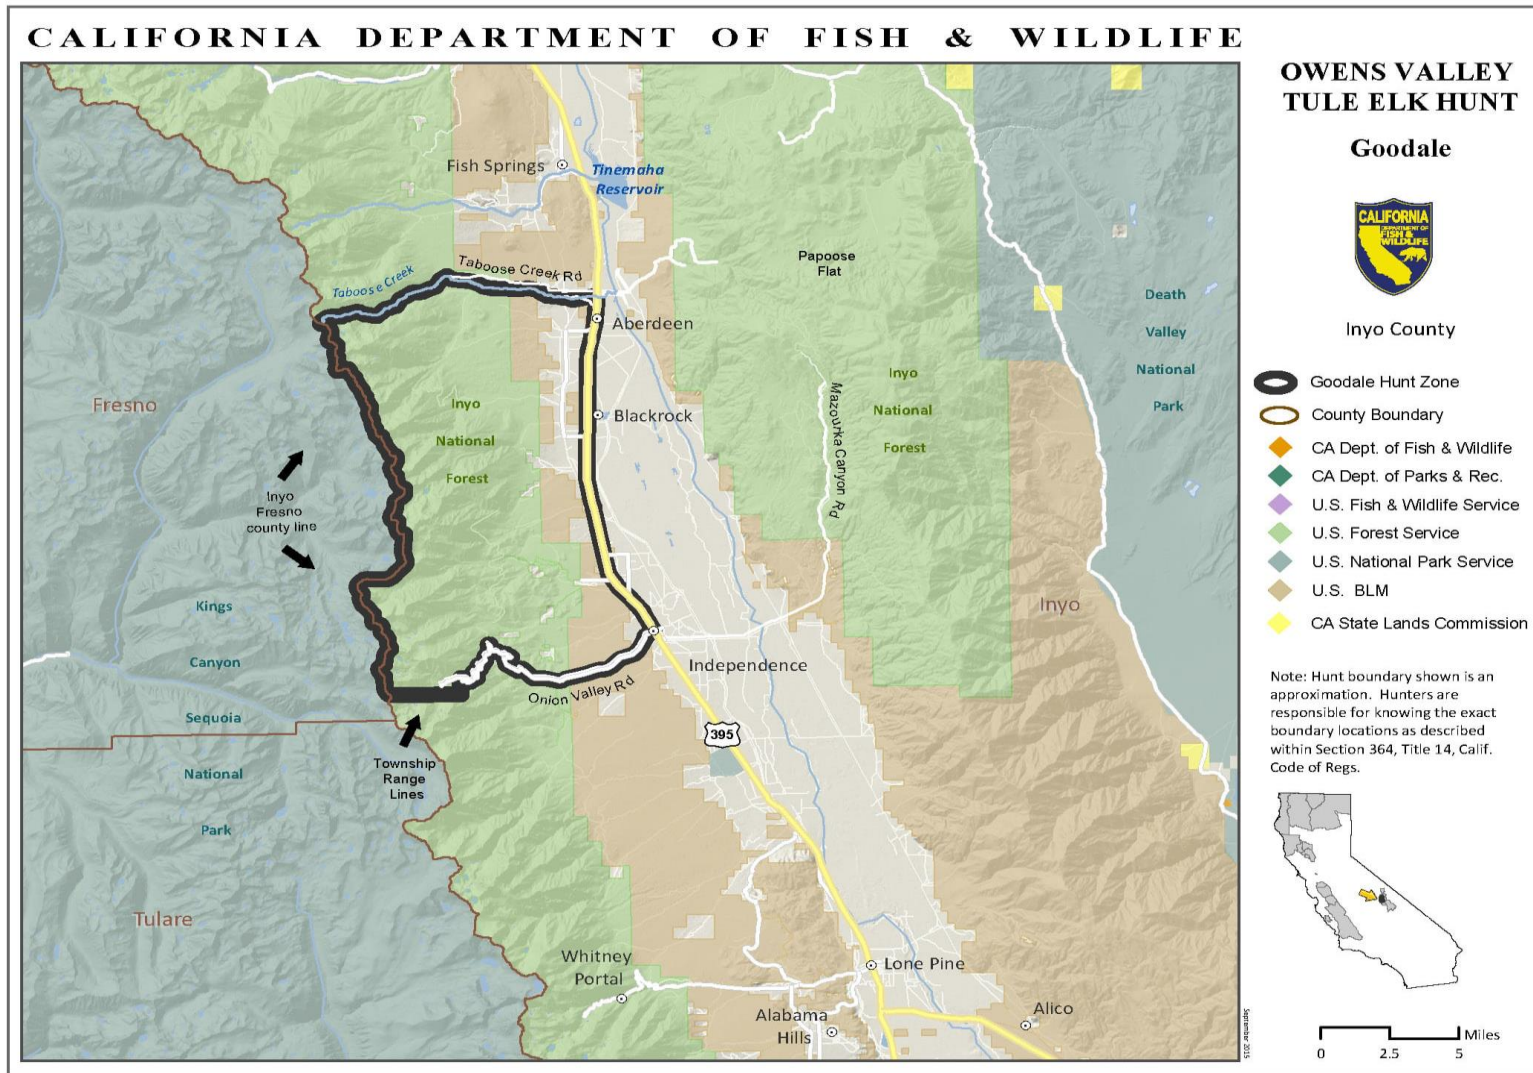 CALIFORNIA DEPARTMENT OF FISH & WILDLIFE
OWENS VALLEY
TULE ELK HUNT
Goodale
CALIFORNIA
DEPARTMENT OF
FISH &
WILDLIFE
Inyo County
Goodale Hunt Zone
County Boundary
CA Dept. of Fish & Wildlife
CA Dept. of Parks & Rec.
U.S. Fish & Wildlife Service
U.S. Forest Service
U.S. National Park Service
U.S. BLM
CA State Lands Commission
Note: Hunt boundary shown is an
approximation. Hunters are
responsible for knowing the exact
boundary locations as described
within Section 364, Title 14, Calif.
Code of Regs.
Miles
0
2.5
5
September 2015
Fish Springs
Tinemaha
Reservoir
Taboose Creek Rd
Taboose Creek
Aberdeen
Papoose
Flat
Death
Valley
National
Park
Fresno
Inyo
National
Forest
Blackrock
Mazourka Canyon Rd
Inyo
National
Forest
Inyo
Fresno
county line
Kings
Canyon
Sequoia
National
Park
Inyo
Independence
Onion Valley Rd
395
Township
Range
Lines
Tulare
Whitney
Portal
Lone Pine
Alabama
Hills
Alico